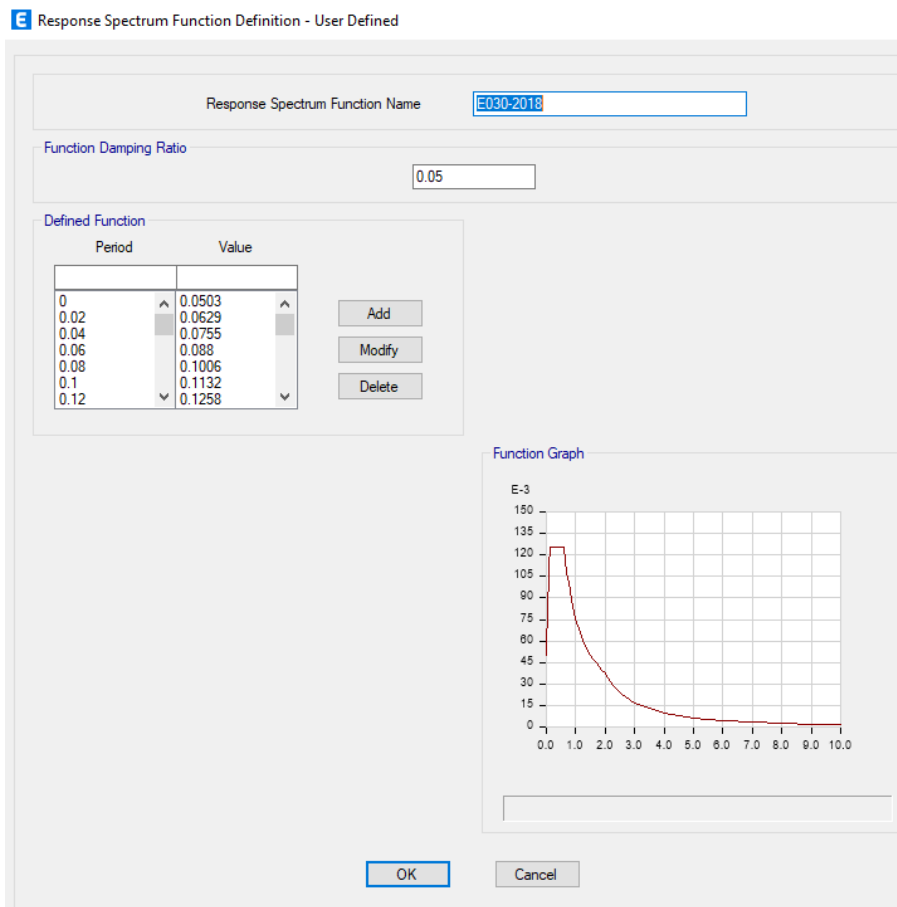 E Response Spectrum Function Definition - User Defined
Response Spectrum Function Name E030-2018
Function Damping Ratio
0.05
Defined Function
Period Value
0 0.0503
0.02 0.0629
0.04 0.0755
0.06 0.088
0.08 0.1006
0.1 0.1132
0.12 0.1258
Add
Modify
Delete
Function Graph
E-3
150
135
120
105
90
75
60
45
30
15
0
0.0 1.0 2.0 3.0 4.0 5.0 6.0 7.0 8.0 9.0 10.0
OK Cancel